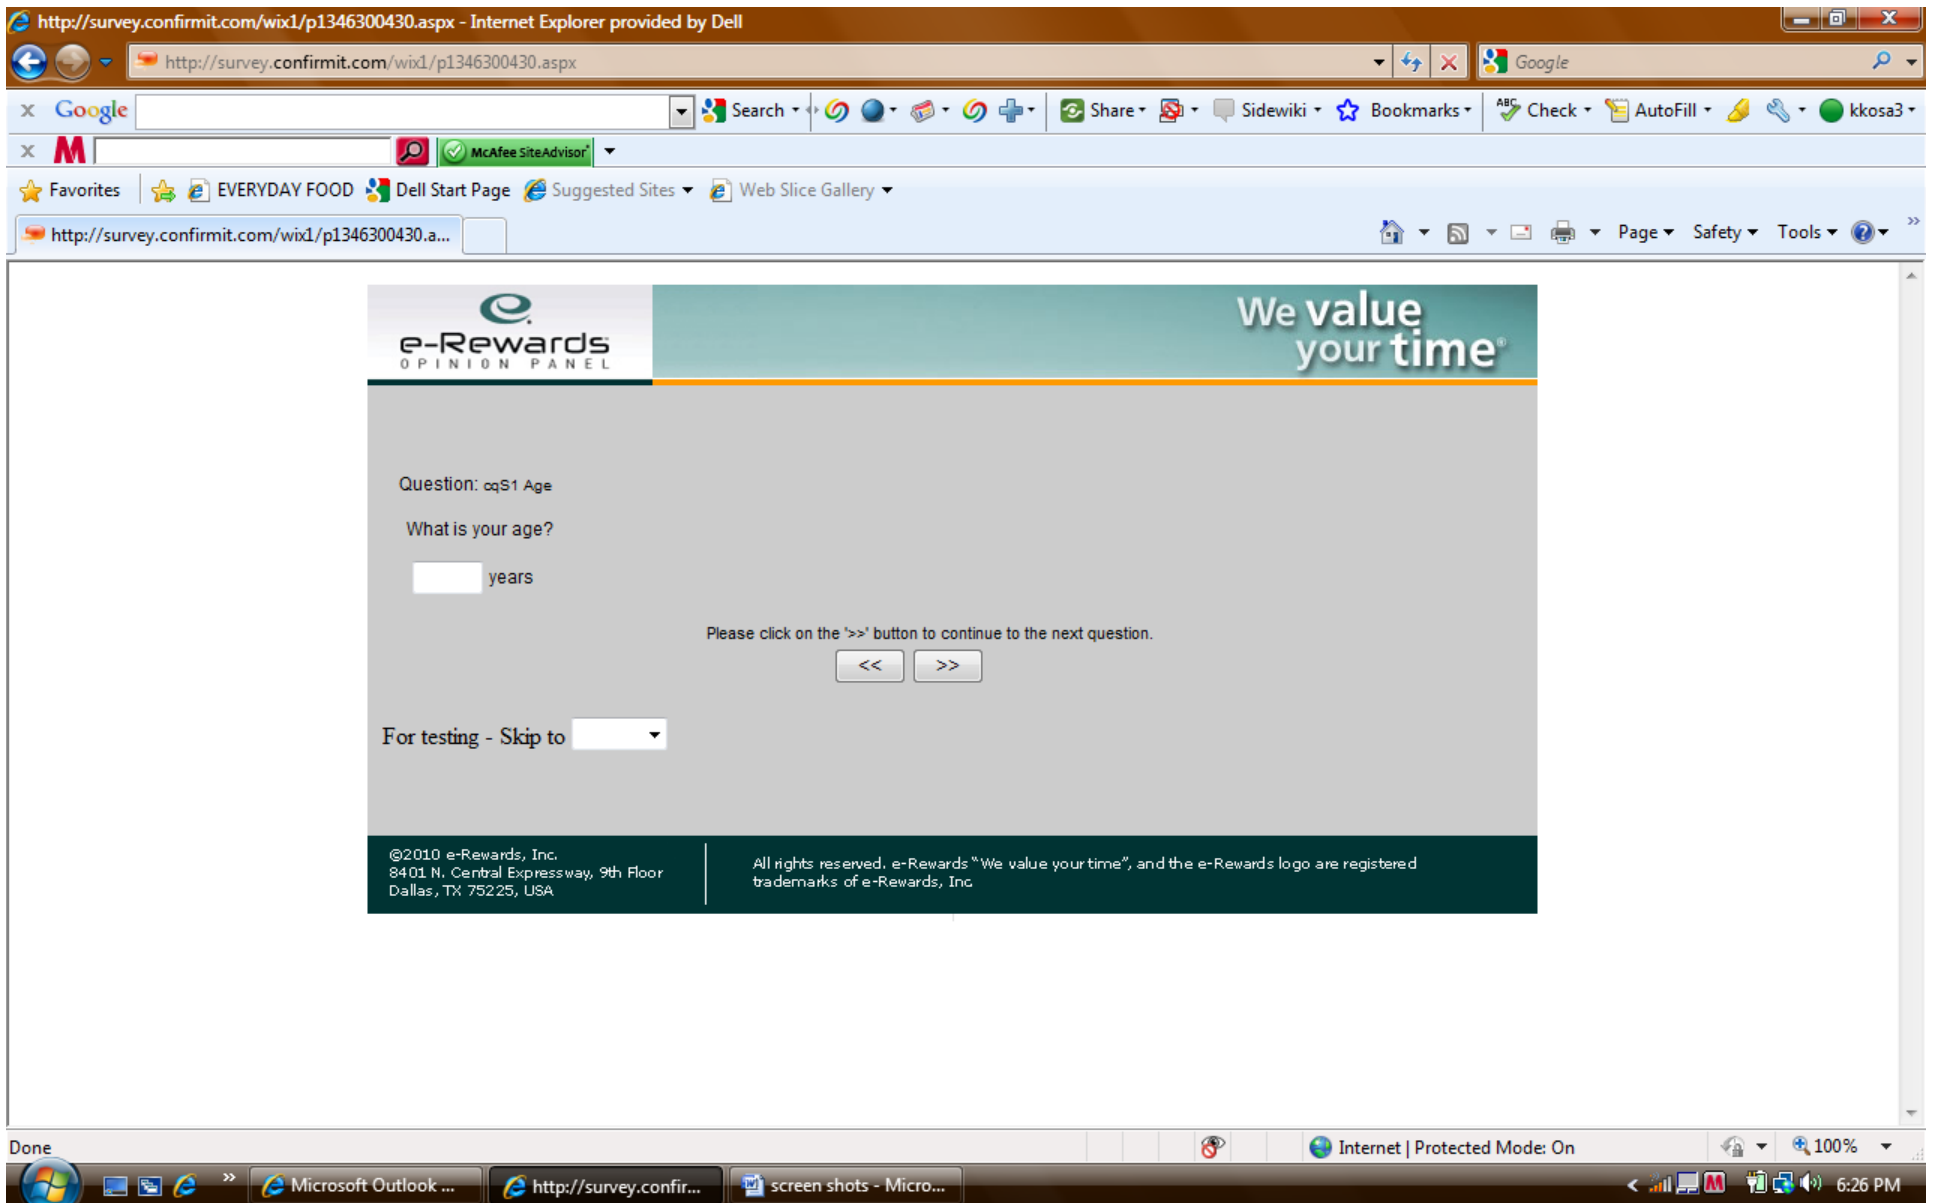 http://survey.confirmit.com/wix1/p1346300430.aspx - Internet Explorer provided by Dell
http://survey.confirmit.com/wix1/p1346300430.aspx
Google
x Google
Search
Share
Sidewiki
Bookmarks
Check
AutoFill
kkosa3
x M
McAfee SiteAdvisor
Favorites
EVERYDAY FOOD
Dell Start Page
Suggested Sites
Web Slice Gallery
http://survey.confirmit.com/wix1/p1346300430.a...
Page
Safety
Tools
e-Rewards
OPINION PANEL
We value
your time®
Question: cqS1 Age
What is your age?
years
Please click on the '>>' button to continue to the next question.
<< >>
For testing - Skip to
©2010 e-Rewards, Inc.
8401 N. Central Expressway, 9th Floor
Dallas, TX 75225, USA
All rights reserved. e-Rewards "We value your time", and the e-Rewards logo are registered
trademarks of e-Rewards, Inc
Done
Internet | Protected Mode: On
100%
Microsoft Outlook ...
http://survey.confir...
screen shots - Micro...
6:26 PM